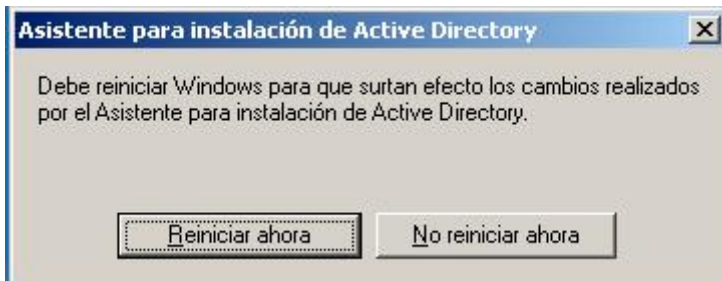 Asistente para instalación de Active Directory
Debe reiniciar Windows para que surtan efecto los cambios realizados
por el Asistente para instalación de Active Directory.
Reiniciar ahora
No reiniciar ahora